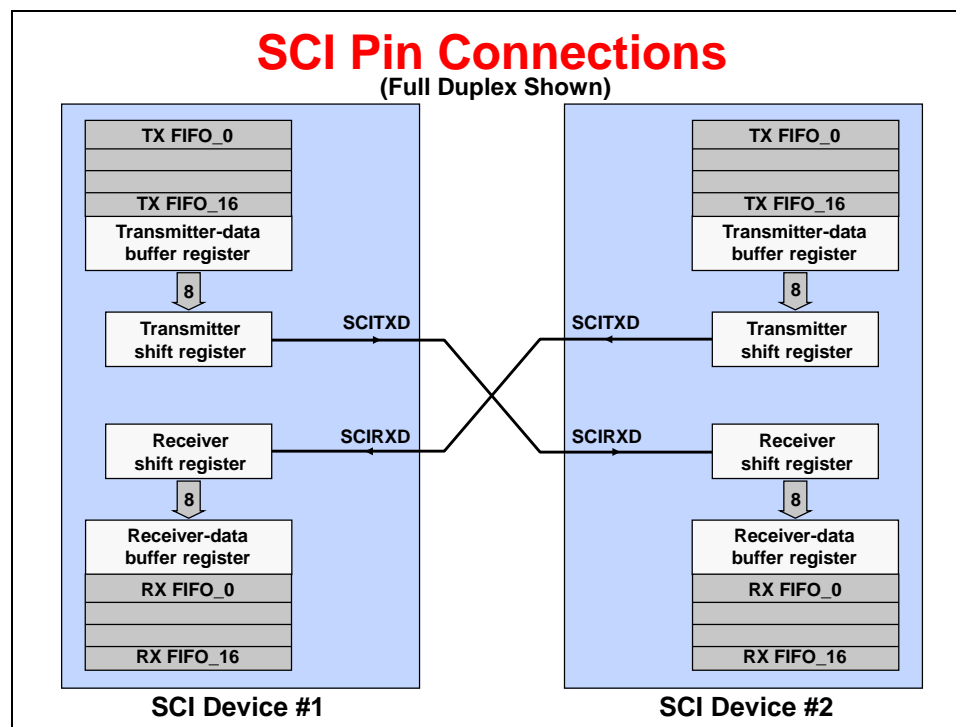 SCI Pin Connections
(Full Duplex Shown)
TX FIFO_0
TX FIFO_16
Transmitter-data
buffer register
8
Transmitter
shift register
SCITXD
Receiver
shift register
SCIRXD
8
Receiver-data
buffer register
RX FIFO_0
RX FIFO_16
SCI Device #1
TX FIFO_0
TX FIFO_16
Transmitter-data
buffer register
8
SCITXD
Transmitter
shift register
SCIRXD
Receiver
shift register
8
Receiver-data
buffer register
RX FIFO_0
RX FIFO_16
SCI Device #2